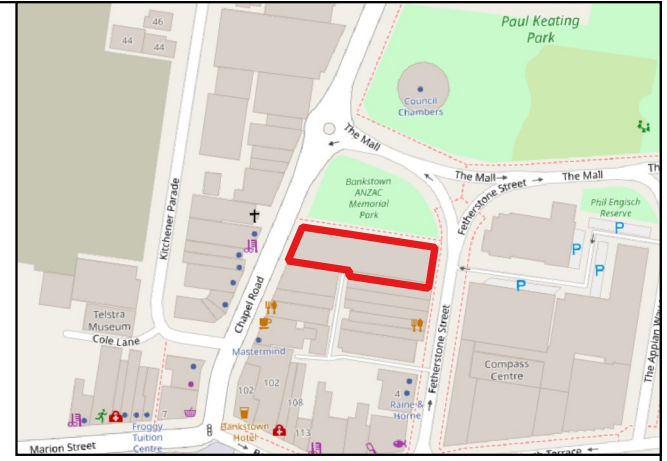 46
44
44
Paul Keating
Park
Council
Chambers
The Mall
The Mall
The Mall
Th
Bankstown
ANZAC
Memorial
Park
Fetherstone Street
Phil Engisch
Reserve
P
P
P
P
Kitchener Parade
Chapel Road
Telstra
Museum
Cole Lane
Mastermind
Fetherstone Street
Compass
Centre
The Appian Way
102
102
108
113
4
Raine &
Horne
7
Froggy
Tuition
Centre
Bankstown
Hotel
Marion Street
Terrace